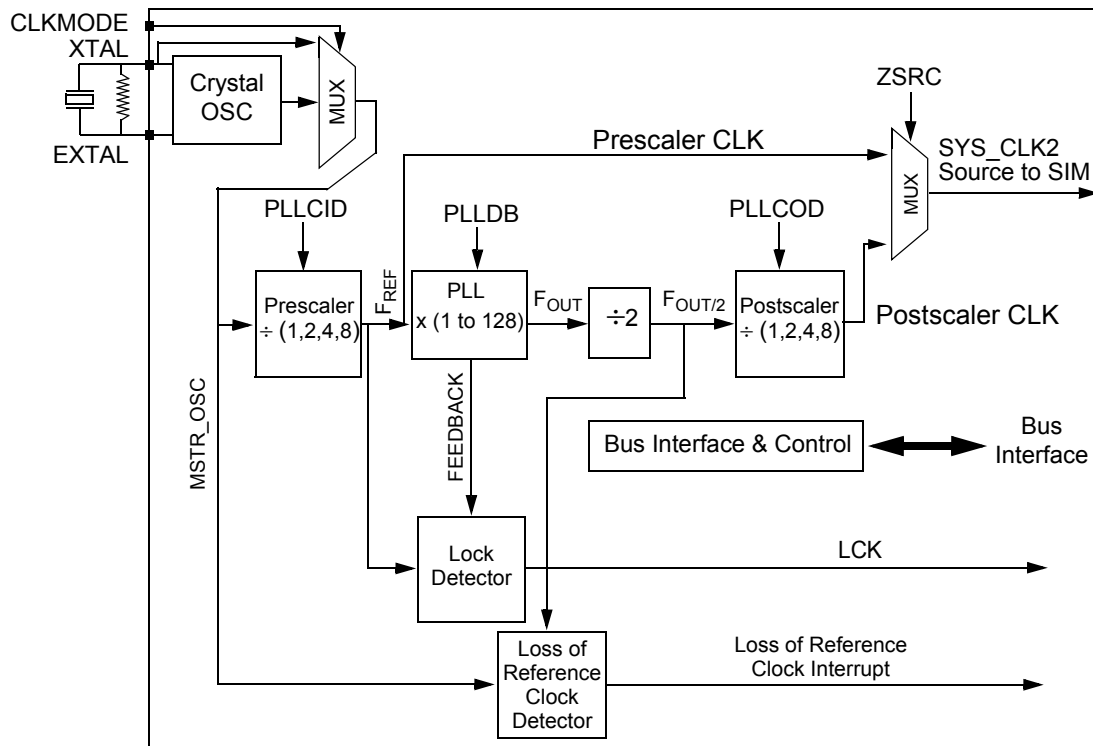 CLKMODE
XTAL
EXTAL
Crystal
OSC
MUX
ZSRC
Prescaler CLK
SYS_CLK2
Source to SIM
MUX
PLLCID
PLLDB
PLLCOD
Prescaler
÷ (1,2,4,8)
FREF
PLL
x (1 to 128)
FOUT
÷2
FOUT/2
Postscaler
÷ (1,2,4,8)
Postscaler CLK
MSTR_OSC
FEEDBACK
Bus Interface & Control
Bus
Interface
Lock
Detector
LCK
Loss of
Reference
Clock
Detector
Loss of Reference
Clock Interrupt